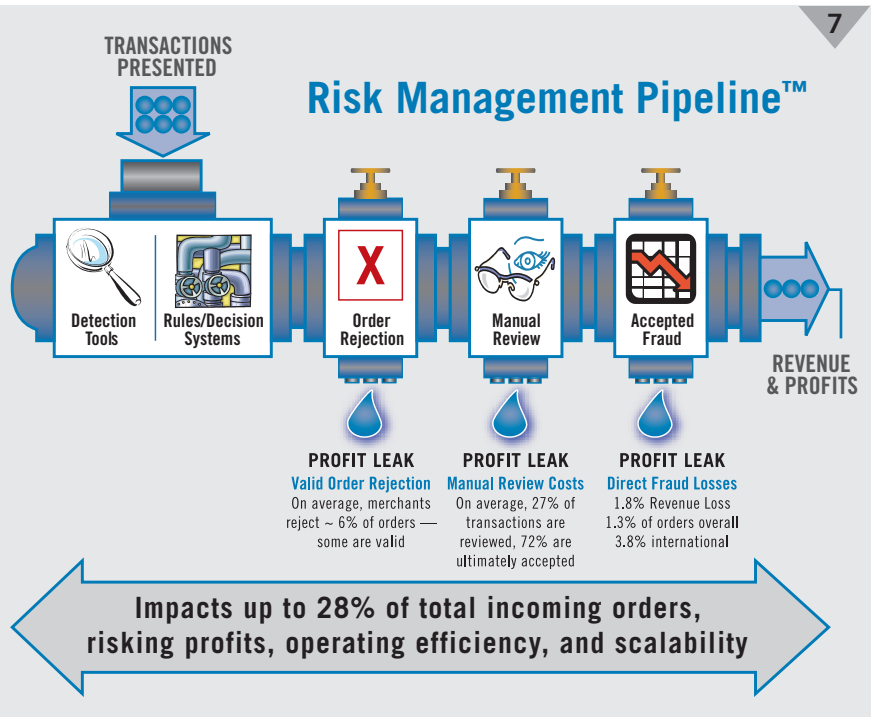 7
TRANSACTIONS
PRESENTED
Risk Management Pipeline™
Detection
Tools
Rules/Decision
Systems
X
Order
Rejection
Manual
Review
Accepted
Fraud
REVENUE
& PROFITS
PROFIT LEAK
Valid Order Rejection
On average, merchants
reject ~ 6% of orders —
some are valid
PROFIT LEAK
Manual Review Costs
On average, 27% of
transactions are
reviewed, 72% are
ultimately accepted
PROFIT LEAK
Direct Fraud Losses
1.8% Revenue Loss
1.3% of orders overall
3.8% international
Impacts up to 28% of total incoming orders,
risking profits, operating efficiency, and scalability